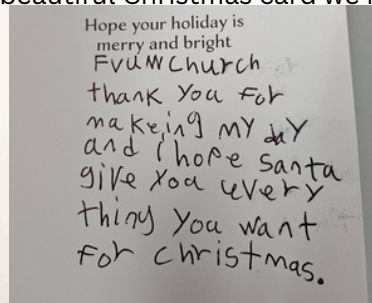 beautiful Christmas card we
Hope your holiday is
merry and bright
FVUMChurch
thank you for
makeing my day
and I hope santa
give you every
thing you want
for christmas.